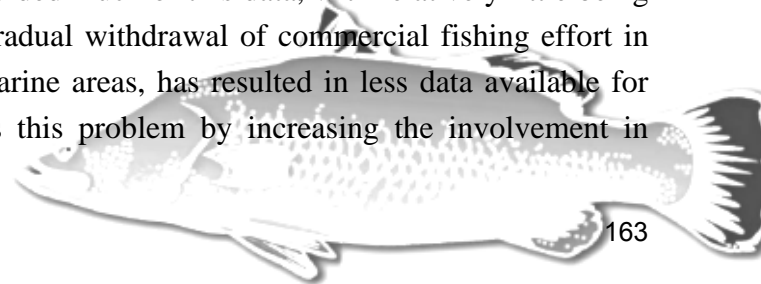 radual withdrawal of commercial fishing effort in
arine areas, has resulted in less data available for
this problem by increasing the involvement in
163